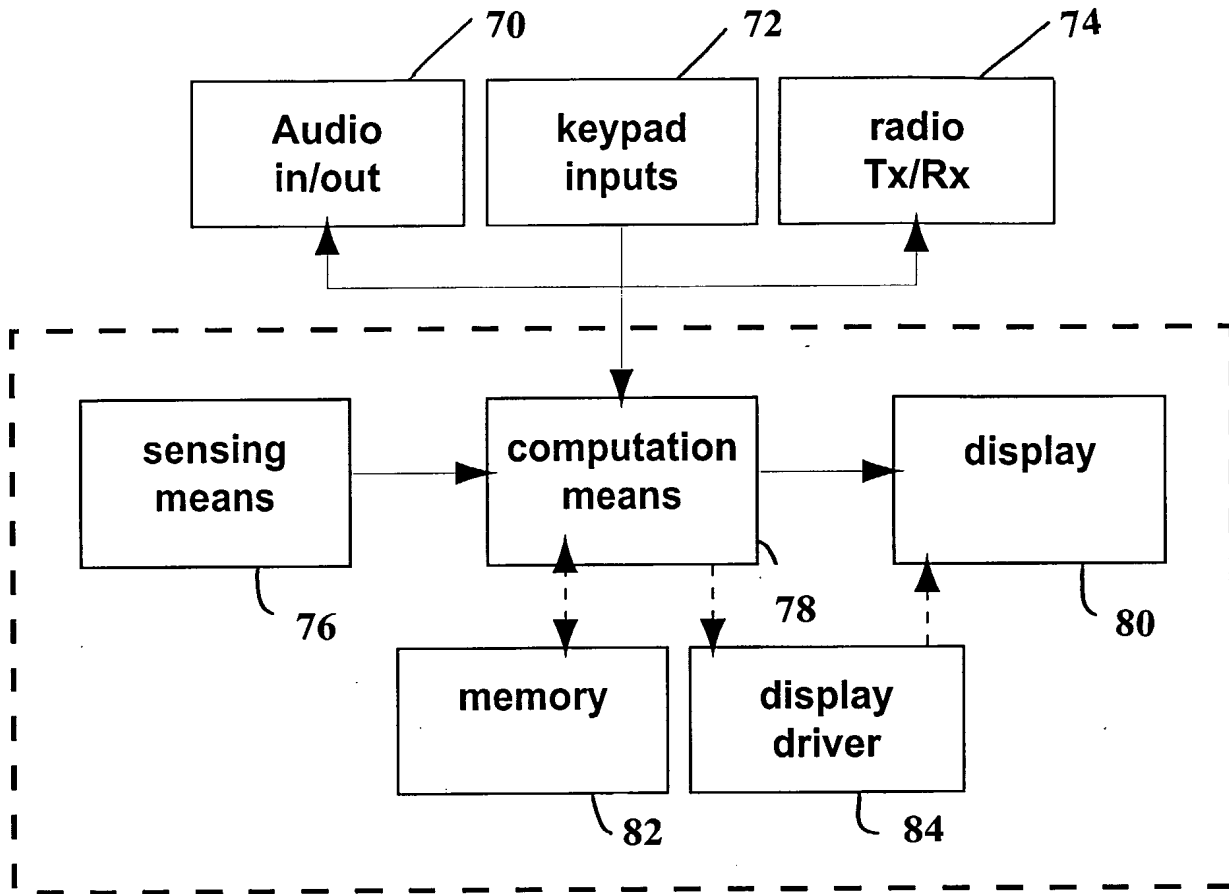 70
72
74
Audio
in/out
keypad
inputs
radio
Tx/Rx
sensing
means
computation
means
display
76
78
80
memory
display
driver
82
84